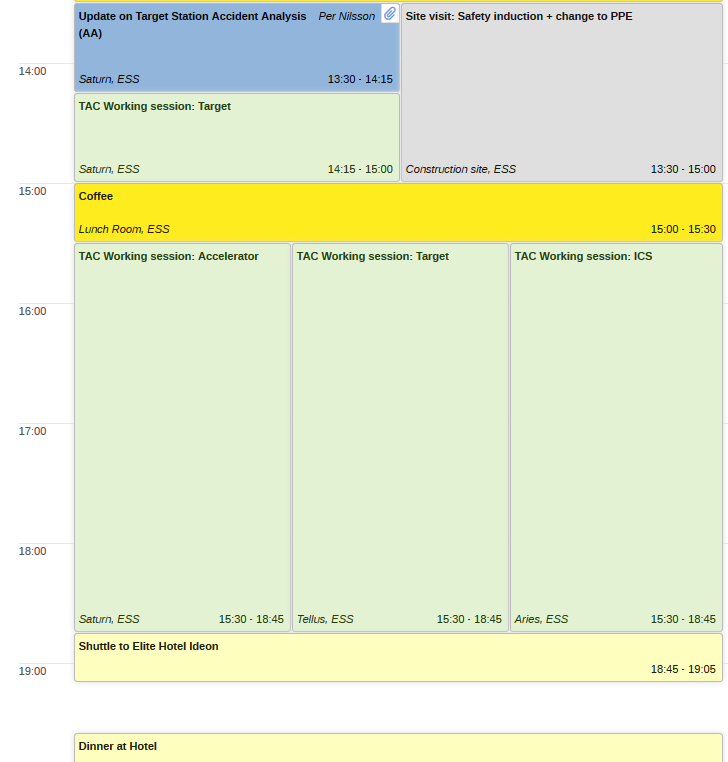 Update on Target Station Accident Analysis (AA) Per Nilsson
Saturn, ESS 13:30 - 14:15
Site visit: Safety induction + change to PPE
Construction site, ESS 13:30 - 15:00
14:00
TAC Working session: Target
Saturn, ESS 14:15 - 15:00
15:00
Coffee
Lunch Room, ESS 15:00 - 15:30
TAC Working session: Accelerator
Saturn, ESS 15:30 - 18:45
TAC Working session: Target
Tellus, ESS 15:30 - 18:45
TAC Working session: ICS
Aries, ESS 15:30 - 18:45
16:00
17:00
18:00
Shuttle to Elite Hotel Ideon
18:45 - 19:05
19:00
Dinner at Hotel